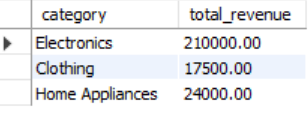 category total_revenue
Electronics 210000.00
Clothing 17500.00
Home Appliances 24000.00